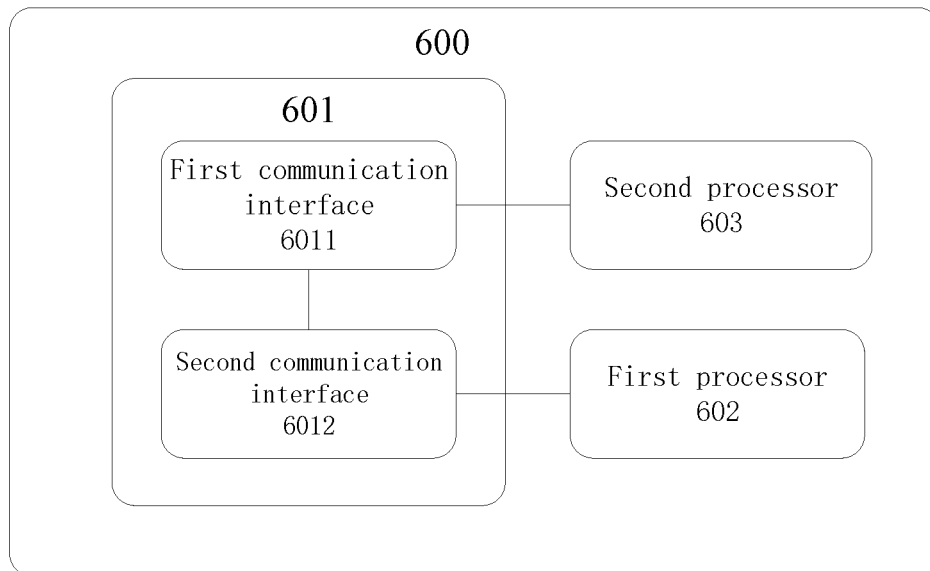 600
601
First communication
interface
6011
Second processor
603
Second communication
interface
6012
First processor
602